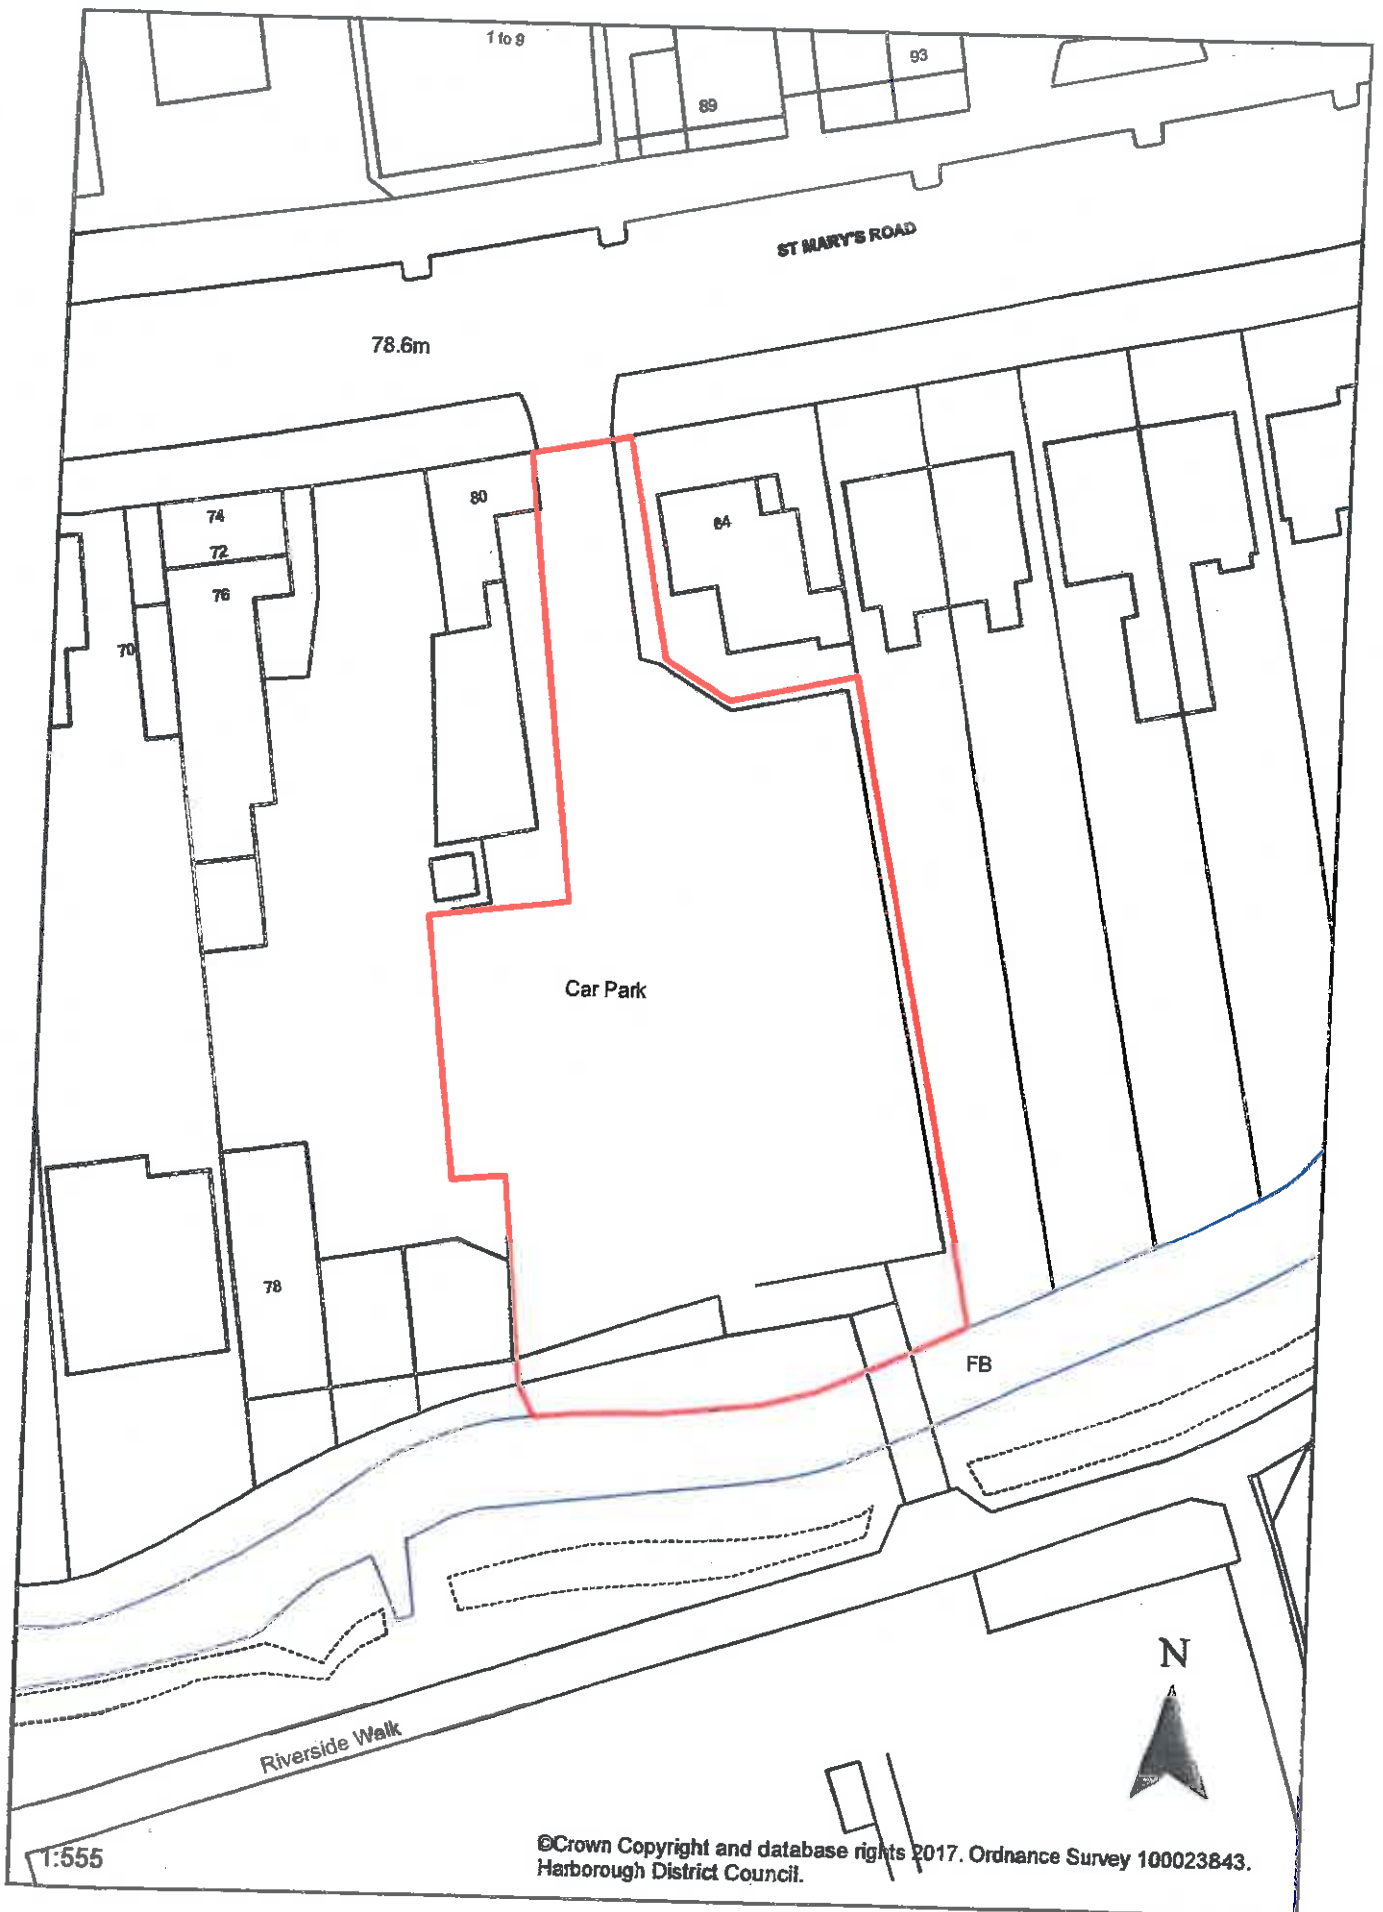 1 to 9
93
89
ST MARY'S ROAD
78.6m
80
74
84
72
76
70
Car Park
78
FB
N
Riverside Walk
1:555
©Crown Copyright and database rights 2017. Ordnance Survey 100023843.
Harborough District Council.